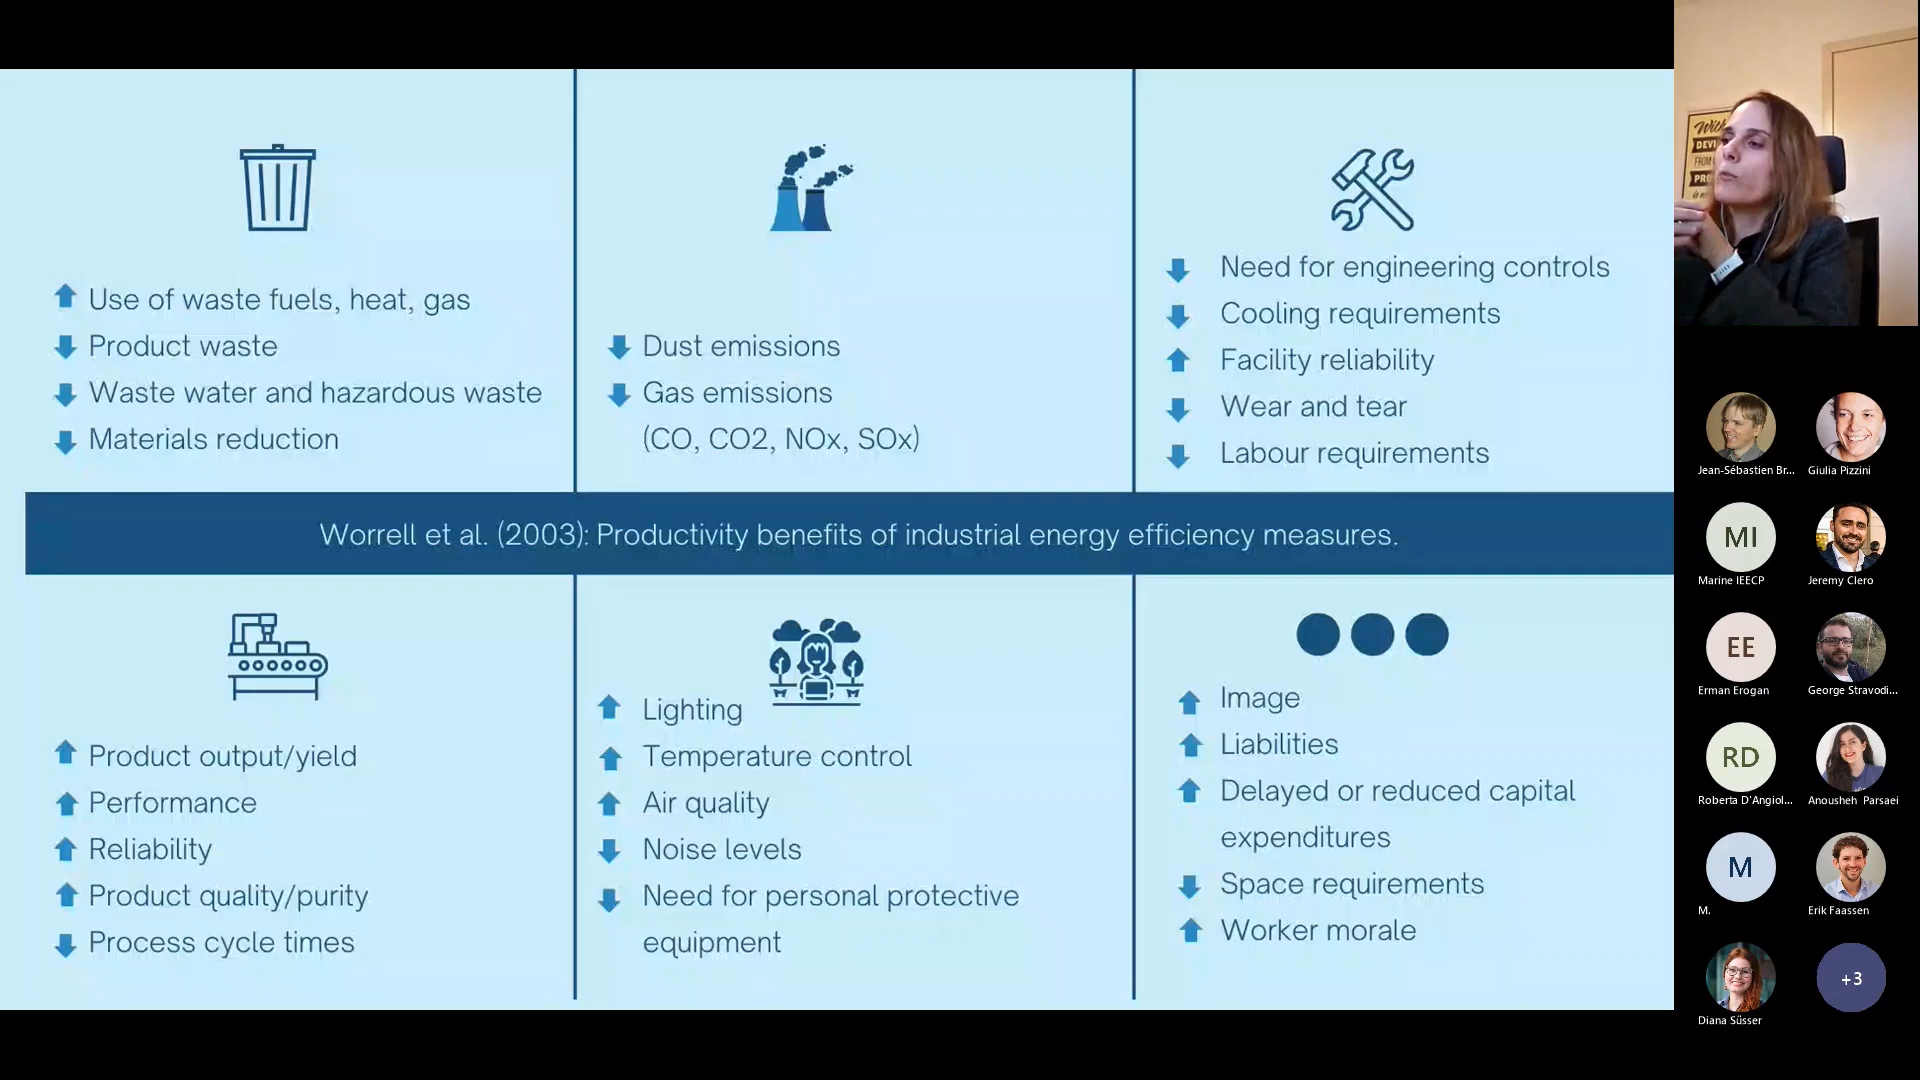 Use of waste fuels, heat, gas
Product waste
Waste water and hazardous waste
Materials reduction
Dust emissions
Gas emissions
(CO, CO2, NOx, SOx)
Need for engineering controls
Cooling requirements
Facility reliability
Wear and tear
Labour requirements
Worrell et al. (2003): Productivity benefits of industrial energy efficiency measures.
Product output/yield
Performance
Reliability
Product quality/purity
Process cycle times
Lighting
Temperature control
Air quality
Noise levels
Need for personal protective
equipment
Image
Liabilities
Delayed or reduced capital
expenditures
Space requirements
Worker morale
With
DEV
FROM
PRO
Jean-Sébastien Br...
Giulia Pizzini
MI
Marine IEECP
Jeremy Clero
EE
Erman Erogan
George Stravodi...
RD
Roberta D'Angiol...
Anousheh Parsaei
M
M.
Erik Faassen
Diana Süsser
+3